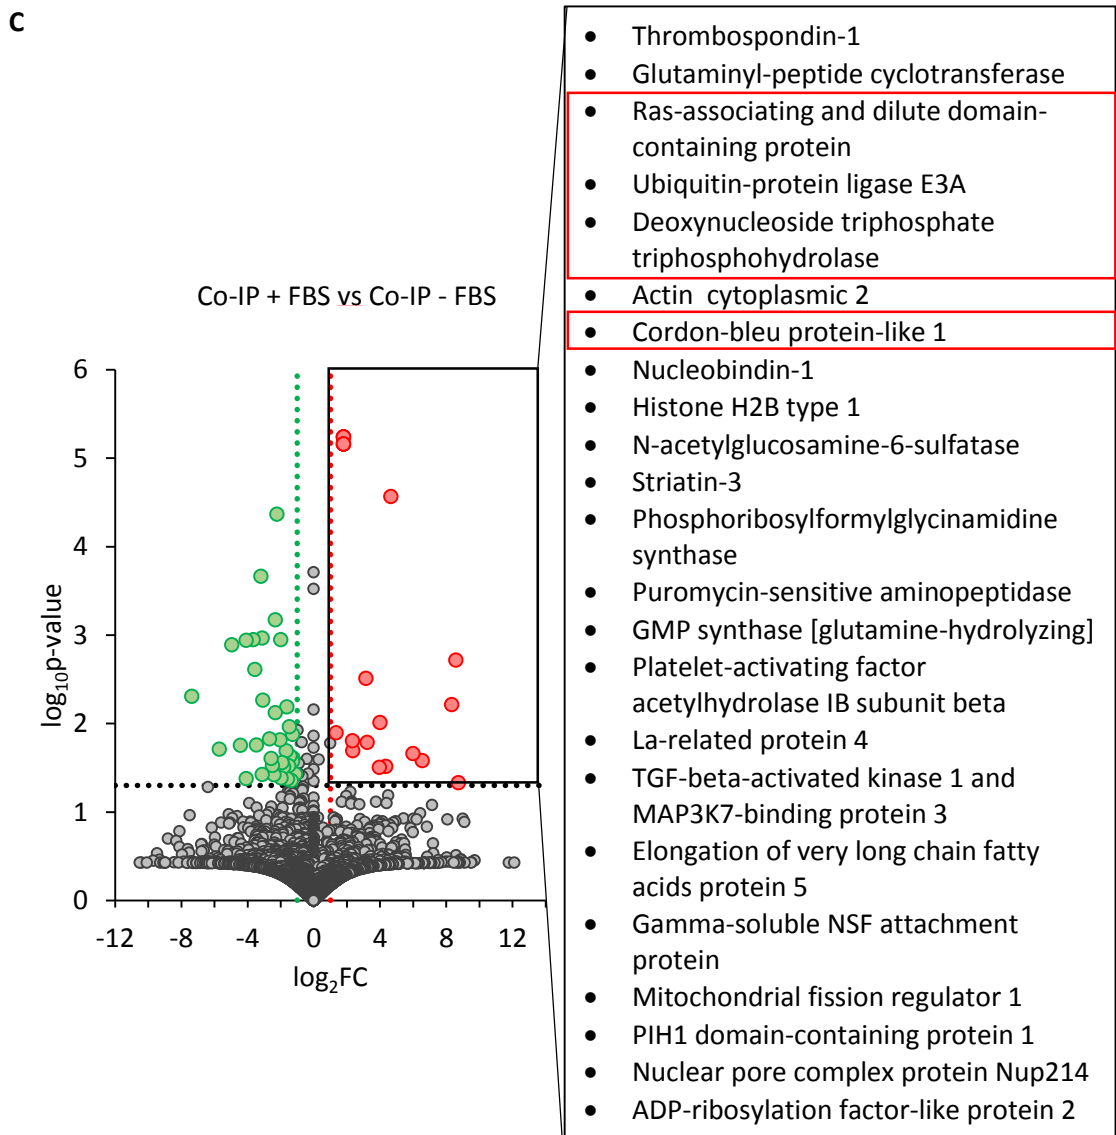 C
• Thrombospondin-1
• Glutaminyl-peptide cyclotransferase
• Ras-associating and dilute domain-
containing protein
• Ubiquitin-protein ligase E3A
• Deoxynucleoside triphosphate
triphosphohydrolase
• Actin cytoplasmic 2
• Cordon-bleu protein-like 1
• Nucleobindin-1
• Histone H2B type 1
• N-acetylglucosamine-6-sulfatase
• Striatin-3
• Phosphoribosylformylglycinamidine
synthase
• Puromycin-sensitive aminopeptidase
• GMP synthase [glutamine-hydrolyzing]
• Platelet-activating factor
acetylhydrolase IB subunit beta
• La-related protein 4
• TGF-beta-activated kinase 1 and
MAP3K7-binding protein 3
• Elongation of very long chain fatty
acids protein 5
• Gamma-soluble NSF attachment
protein
• Mitochondrial fission regulator 1
• PIH1 domain-containing protein 1
• Nuclear pore complex protein Nup214
• ADP-ribosylation factor-like protein 2
Co-IP + FBS vs Co-IP - FBS
log₁₀p-value
6
5
4
3
2
1
0
-12 -8 -4 0 4 8 12
log₂FC